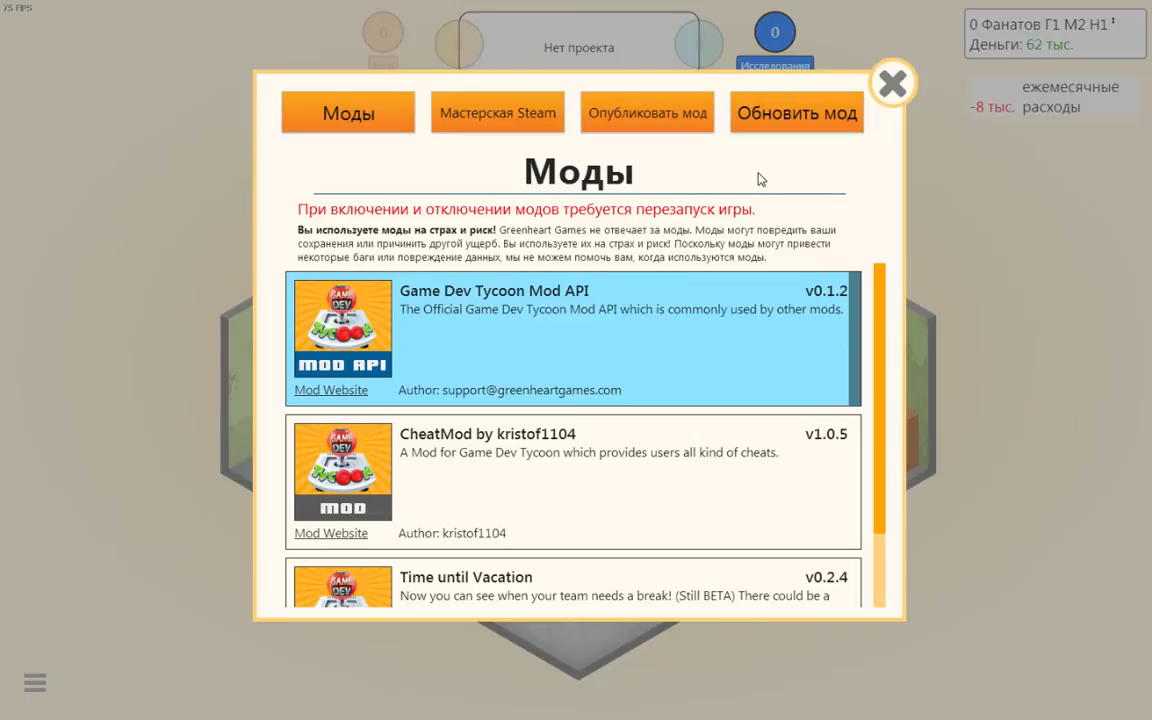 75 FPS
0
Нет проекта
0
Исследования
0 Фанатов Г1 М2 Н1
Деньги: 62 тыс.
ежемесячные
-8 тыс. расходы
Моды
Мастерская Steam
Опубликовать мод
Обновить мод
Моды
При включении и отключении модов требуется перезапуск игры.
Вы используете моды на страх и риск! Greenheart Games не отвечает за моды. Моды могут повредить ваши
сохранения или причинить другой ущерб. Вы используете их на страх и риск! Поскольку моды могут привести
некоторые баги или повреждение данных, мы не можем помочь вам, когда используются моды.
Game Dev Tycoon Mod API v0.1.2
The Official Game Dev Tycoon Mod API which is commonly used by other mods.
GAME
DEV
TYCOON
MOD API
Mod Website Author: support@greenheartgames.com
CheatMod by kristof1104 v1.0.5
A Mod for Game Dev Tycoon which provides users all kind of cheats.
GAME
DEV
TYCOON
MOD
Mod Website Author: kristof1104
Time until Vacation v0.2.4
Now you can see when your team needs a break! (Still BETA) There could be a
GAME
DEV